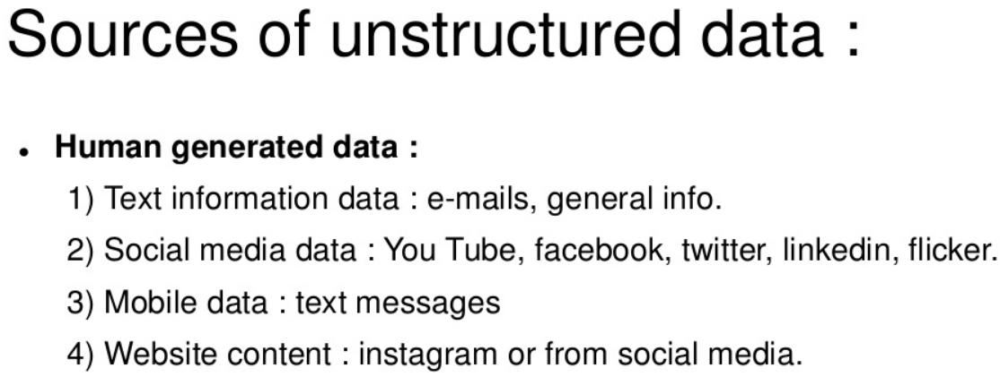 Sources of unstructured data :
• Human generated data :
1) Text information data : e-mails, general info.
2) Social media data : You Tube, facebook, twitter, linkedin, flicker.
3) Mobile data : text messages
4) Website content : instagram or from social media.